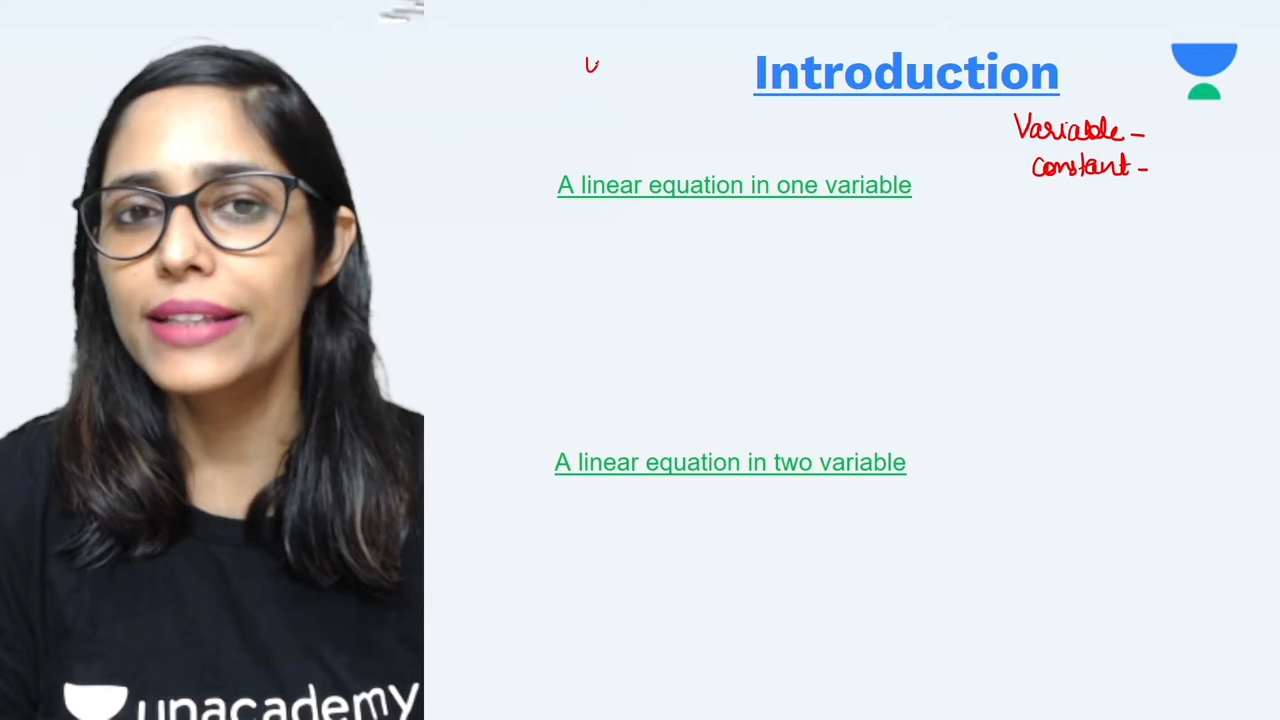 Introduction
Variable -
Constant -
A linear equation in one variable
A linear equation in two variable
unacademy